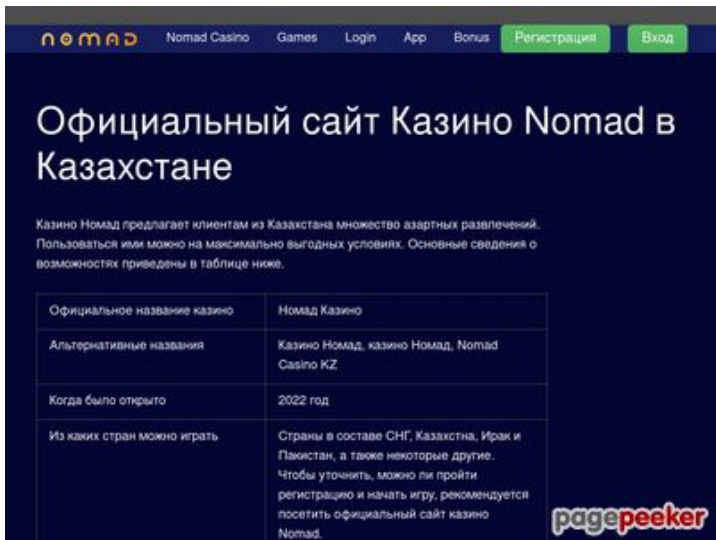 NOMAD Nomad Casino Games Login App Bonus Регистрация Вход
Официальный сайт Казино Nomad в
Казахстане
Казино Номад предлагает клиентам из Казахстана множество азартных развлечений.
Пользоваться ими можно на максимально выгодных условиях. Основные сведения о
возможностях приведены в таблице ниже.
Официальное название казино Номад Казино
Альтернативные названия Казино Номад, казино Номад, Nomad
Casino KZ
Когда было открыто 2022 год
Из каких стран можно играть Страны в составе СНГ, Казахстна, Ирак и
Пакистан, а также некоторые другие.
Чтобы уточнить, можно ли пройти
регистрацию и начать игру, рекомендуется
посетить официальный сайт казино
Nomad.
pagepeeker